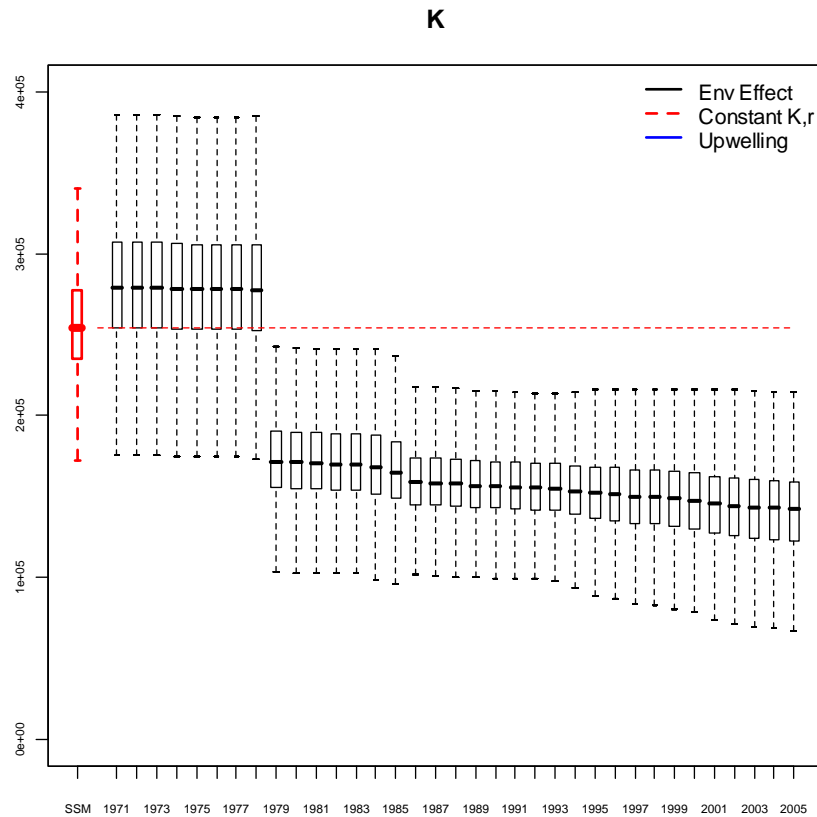 K
4e+05
3e+05
2e+05
1e+05
0e+00
Env Effect
Constant K,r
Upwelling
SSM 1971 1973 1975 1977 1979 1981 1983 1985 1987 1989 1991 1993 1995 1997 1999 2001 2003 2005